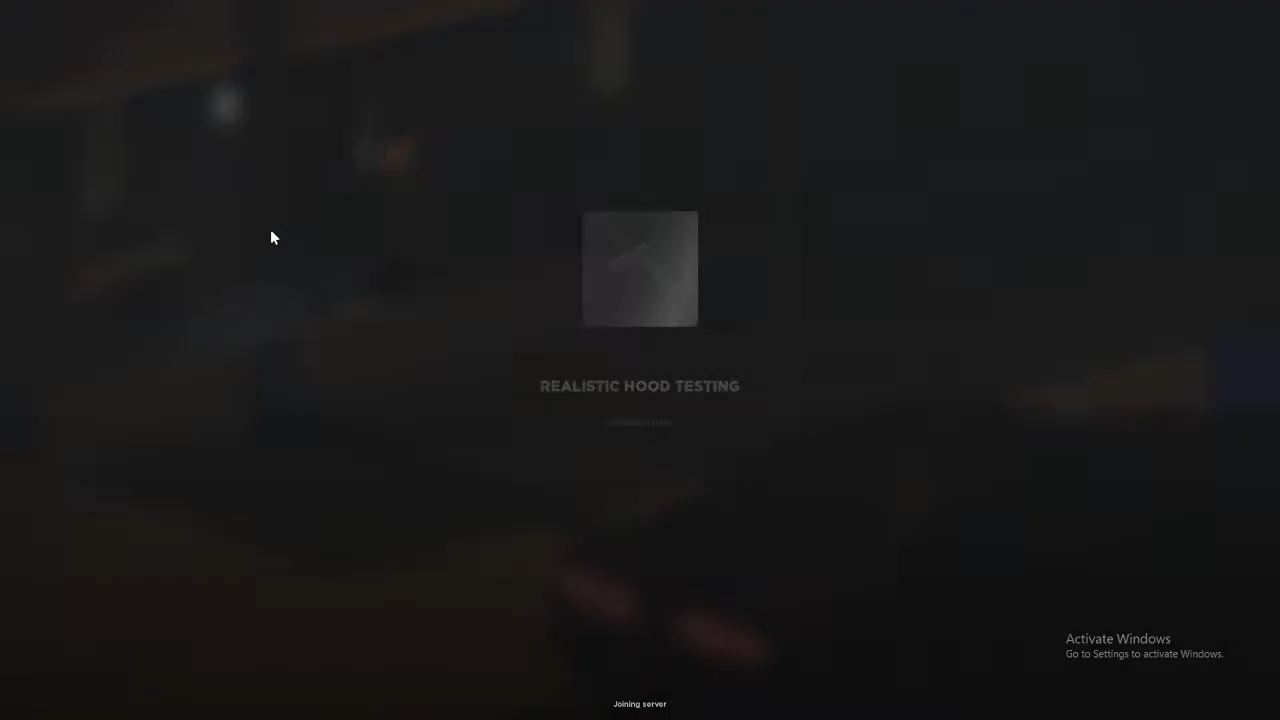 REALISTIC HOOD TESTING
Activate Windows
Go to Settings to activate Windows.
Joining server